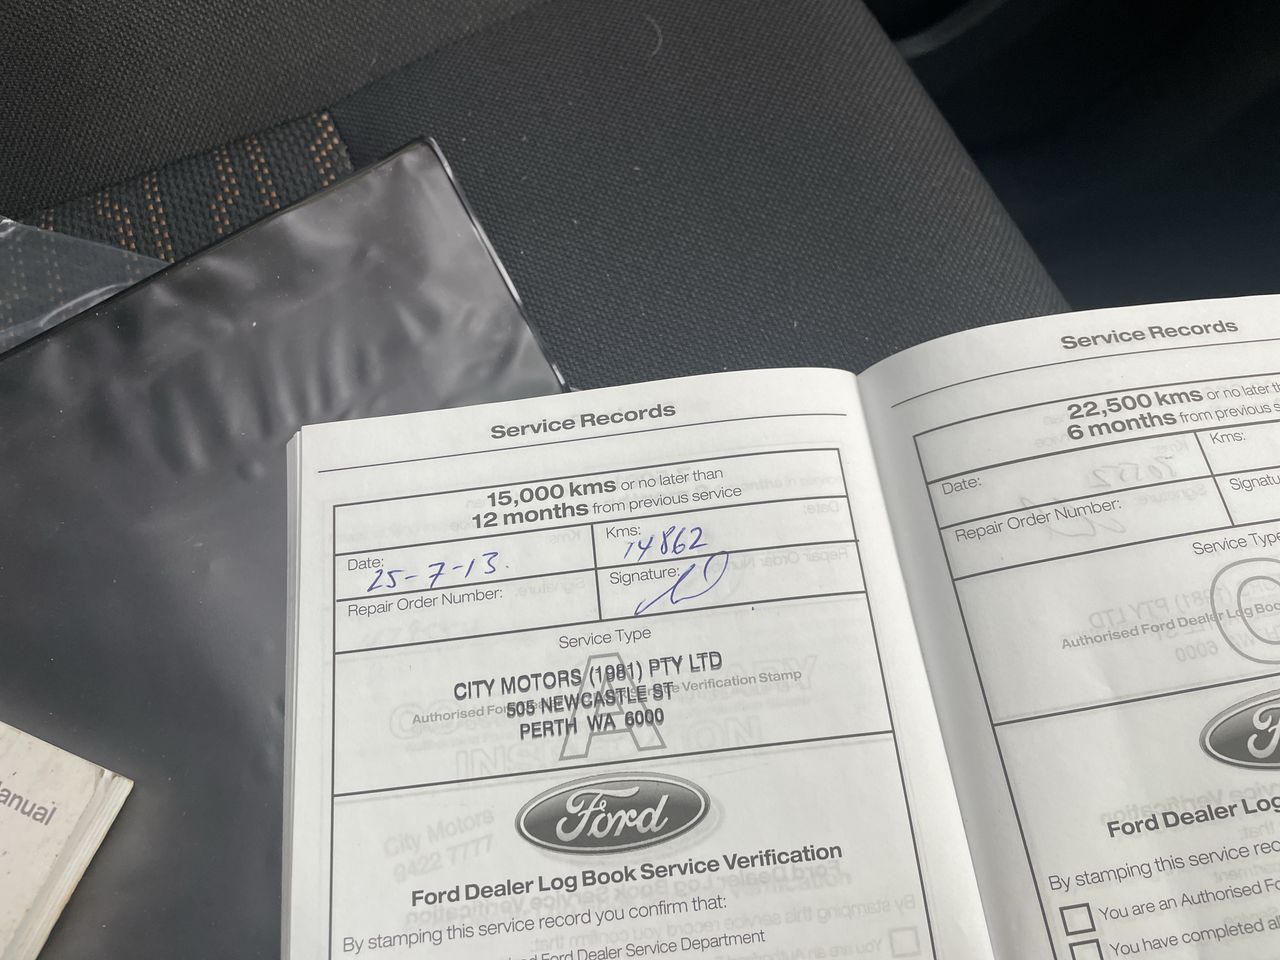 Service Records
15,000 kms or no later than
12 months from previous service
Date:
25-7-13.
Kms:
14862
Repair Order Number:
Signature:
Service Type
A
CITY MOTORS (1981) PTY LTD
Authorised Ford Service Verification Stamp
505 NEWCASTLE ST
PERTH WA 6000
Ford
City Motors
9422 7777
Ford Dealer Log Book Service Verification
By stamping this service record you confirm that:
Ford Dealer Service Department
Service Records
22,500 kms or no later
6 months from previous
Date:
Kms:
Repair Order Number:
Service
Authorised Ford Dealer Log
Ford Dealer
By stamping this service
You are an Authorised
You have completed